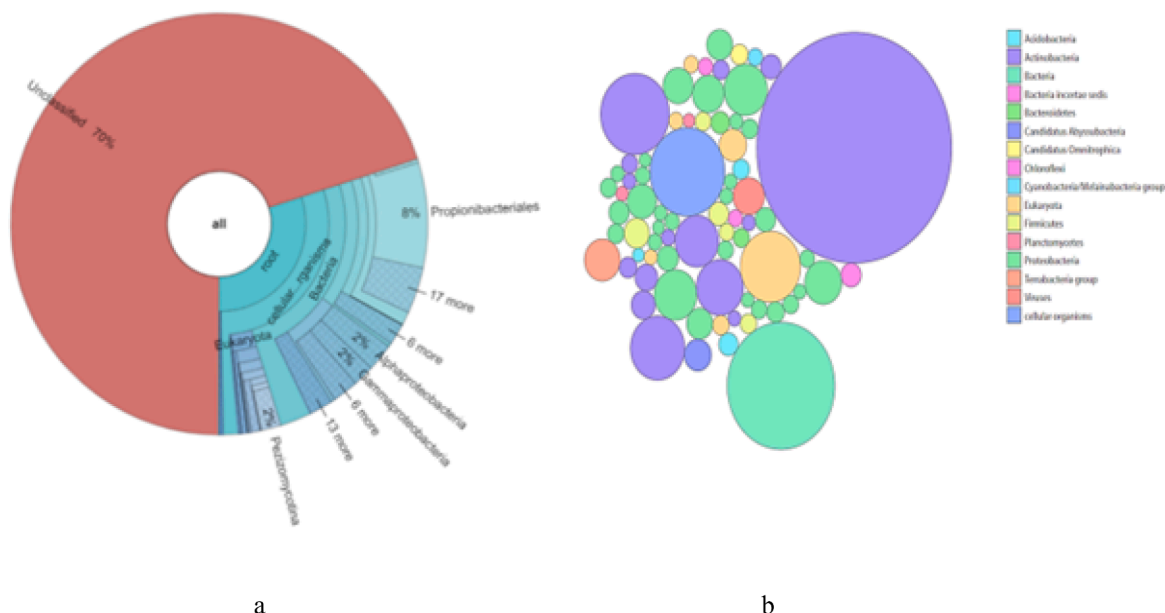 Unclassified 70%
all
root
cellular rganisms
Bacteria
Eukaryota
8% Propionibacteriales
17 more
6 more
2% Alphaproteobacteria
2% Gammaproteobacteria
6 more
13 more
2% Pezizomycotina
a
Acidobacteria
Actinobacteria
Bacteria
Bacteria incertae sedis
Bacteroidetes
Candidatus Abyssubacteria
Candidatus Omnitrophica
Chloroflexi
Cyanobacteria/Melainabacteria group
Eukaryota
Firmicutes
Planctomycetes
Proteobacteria
Terrabacteria group
Viruses
cellular organisms
b